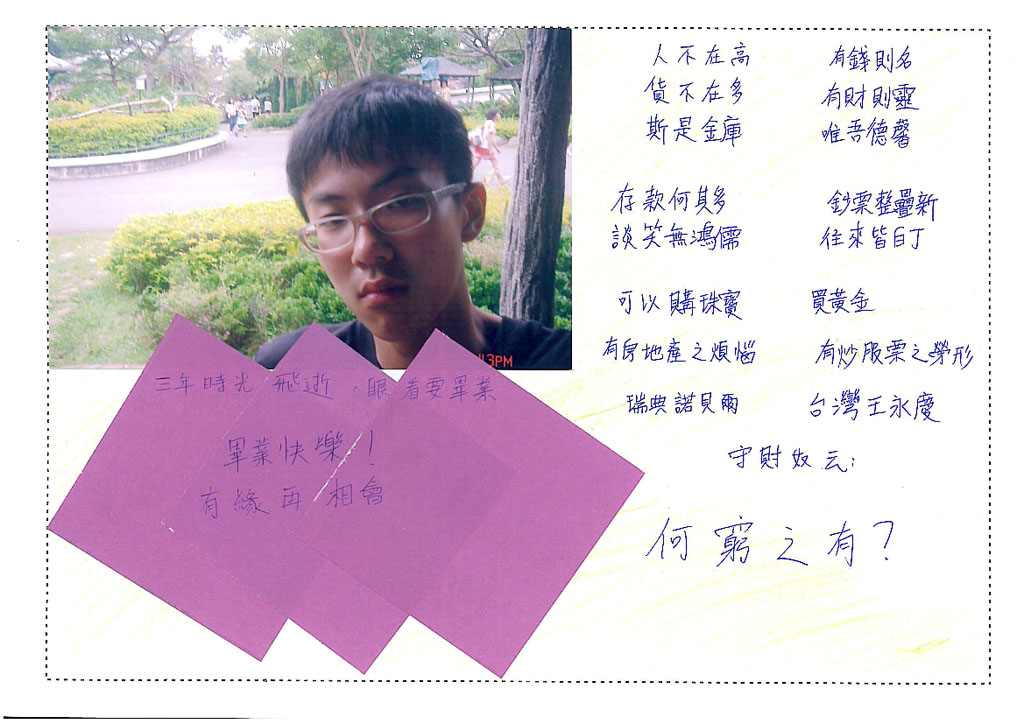 人不在高 有錢則名
貨不在多 有財則靈
斯是金庫 唯吾德馨
存款何其多 鈔票整疊新
談笑無鴻儒 往來皆白丁
可以購珠寶 買黃金
有房地產之煩惱 有炒股票之勞形
瑞典諾貝爾 台灣王永慶
守財奴云:
何窮之有?
13PM
三年時光飛逝,眼看要畢業
畢業快樂!
有緣再相會